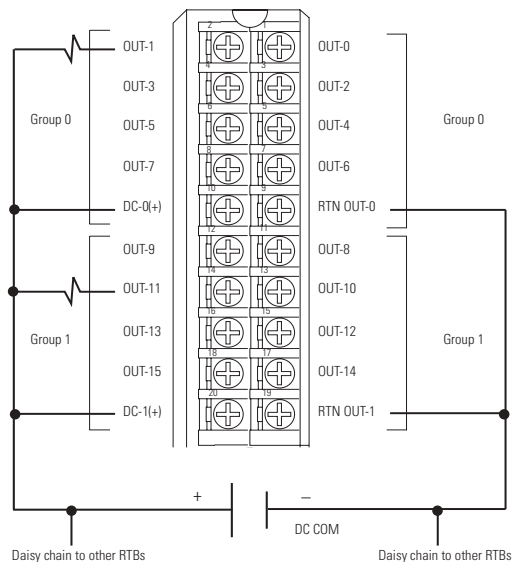 2 1
OUT-1 OUT-0
4 3
OUT-3 OUT-2
6 5
Group 0 OUT-5 OUT-4 Group 0
8 7
OUT-7 OUT-6
10 9
DC-0(+) RTN OUT-0
12 11
OUT-9 OUT-8
14 13
OUT-11 OUT-10
16 15
Group 1 OUT-13 OUT-12 Group 1
18 17
OUT-15 OUT-14
20 19
DC-1(+) RTN OUT-1
+ –
DC COM
Daisy chain to other RTBs Daisy chain to other RTBs